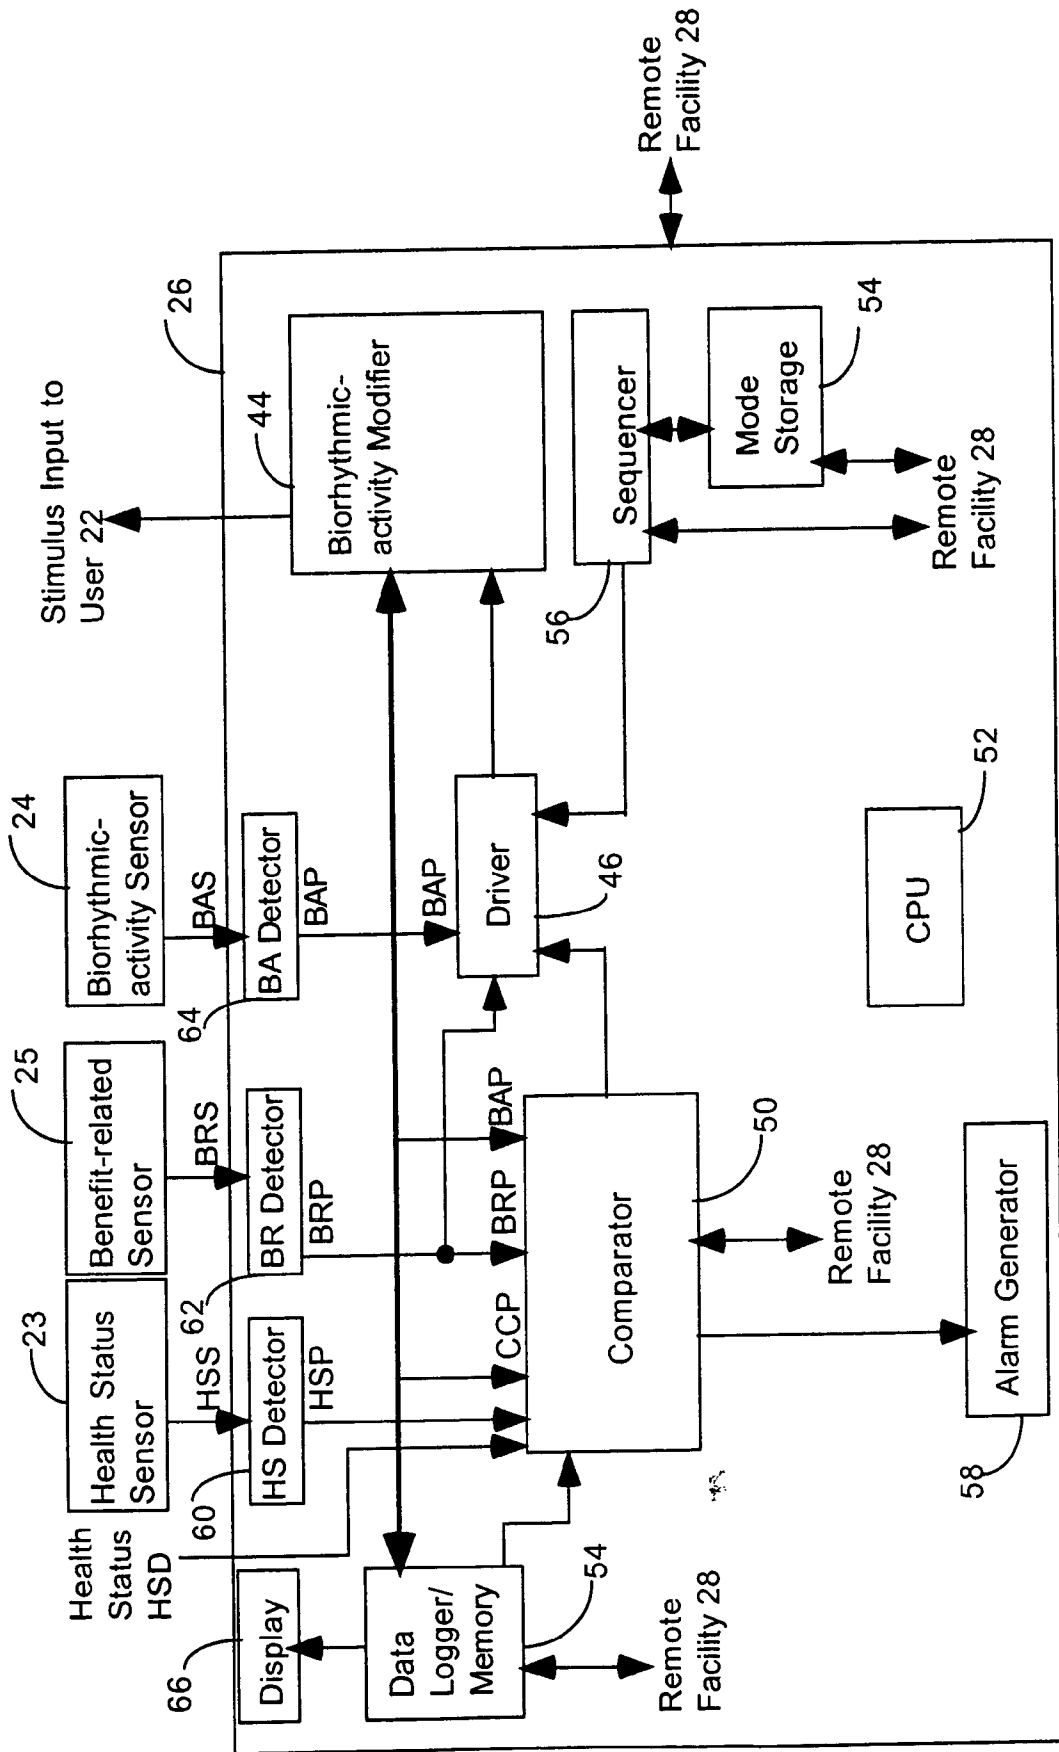 Health
Status
HSD
23
Health Status
Sensor
25
Benefit-related
Sensor
24
Biorhythmic-
activity Sensor
Stimulus Input to
User 22
26
66
Display
60
HSS
HS Detector
HSP
62
BRS
BR Detector
BRP
64
BAS
BA Detector
BAP
44
Biorhythmic-
activity Modifier
Remote
Facility 28
Data
Logger/
Memory
54
Remote
Facility 28
CCP
BRP
BAP
Comparator
50
Remote
Facility 28
BAP
Driver
46
56
Sequencer
Mode
Storage
54
Remote
Facility 28
58
Alarm Generator
CPU
52